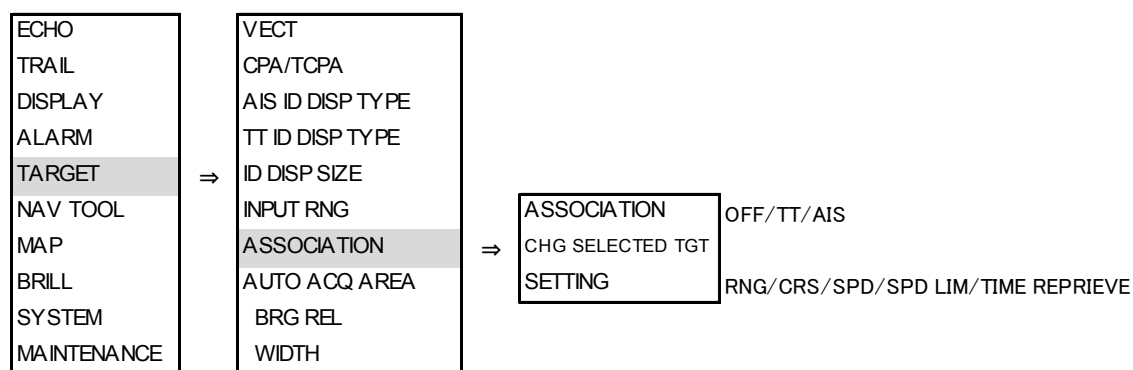 ECHO
TRAIL
DISPLAY
ALARM
TARGET
NAV TOOL
MAP
BRILL
SYSTEM
MAINTENANCE
⇒
VECT
CPA/TCPA
AIS ID DISP TYPE
TT ID DISP TYPE
ID DISP SIZE
INPUT RNG
ASSOCIATION
AUTO ACQ AREA
BRG REL
WIDTH
⇒
ASSOCIATION OFF/TT/AIS
CHG SELECTED TGT
SETTING RNG/CRS/SPD/SPD LIM/TIME REPRIEVE